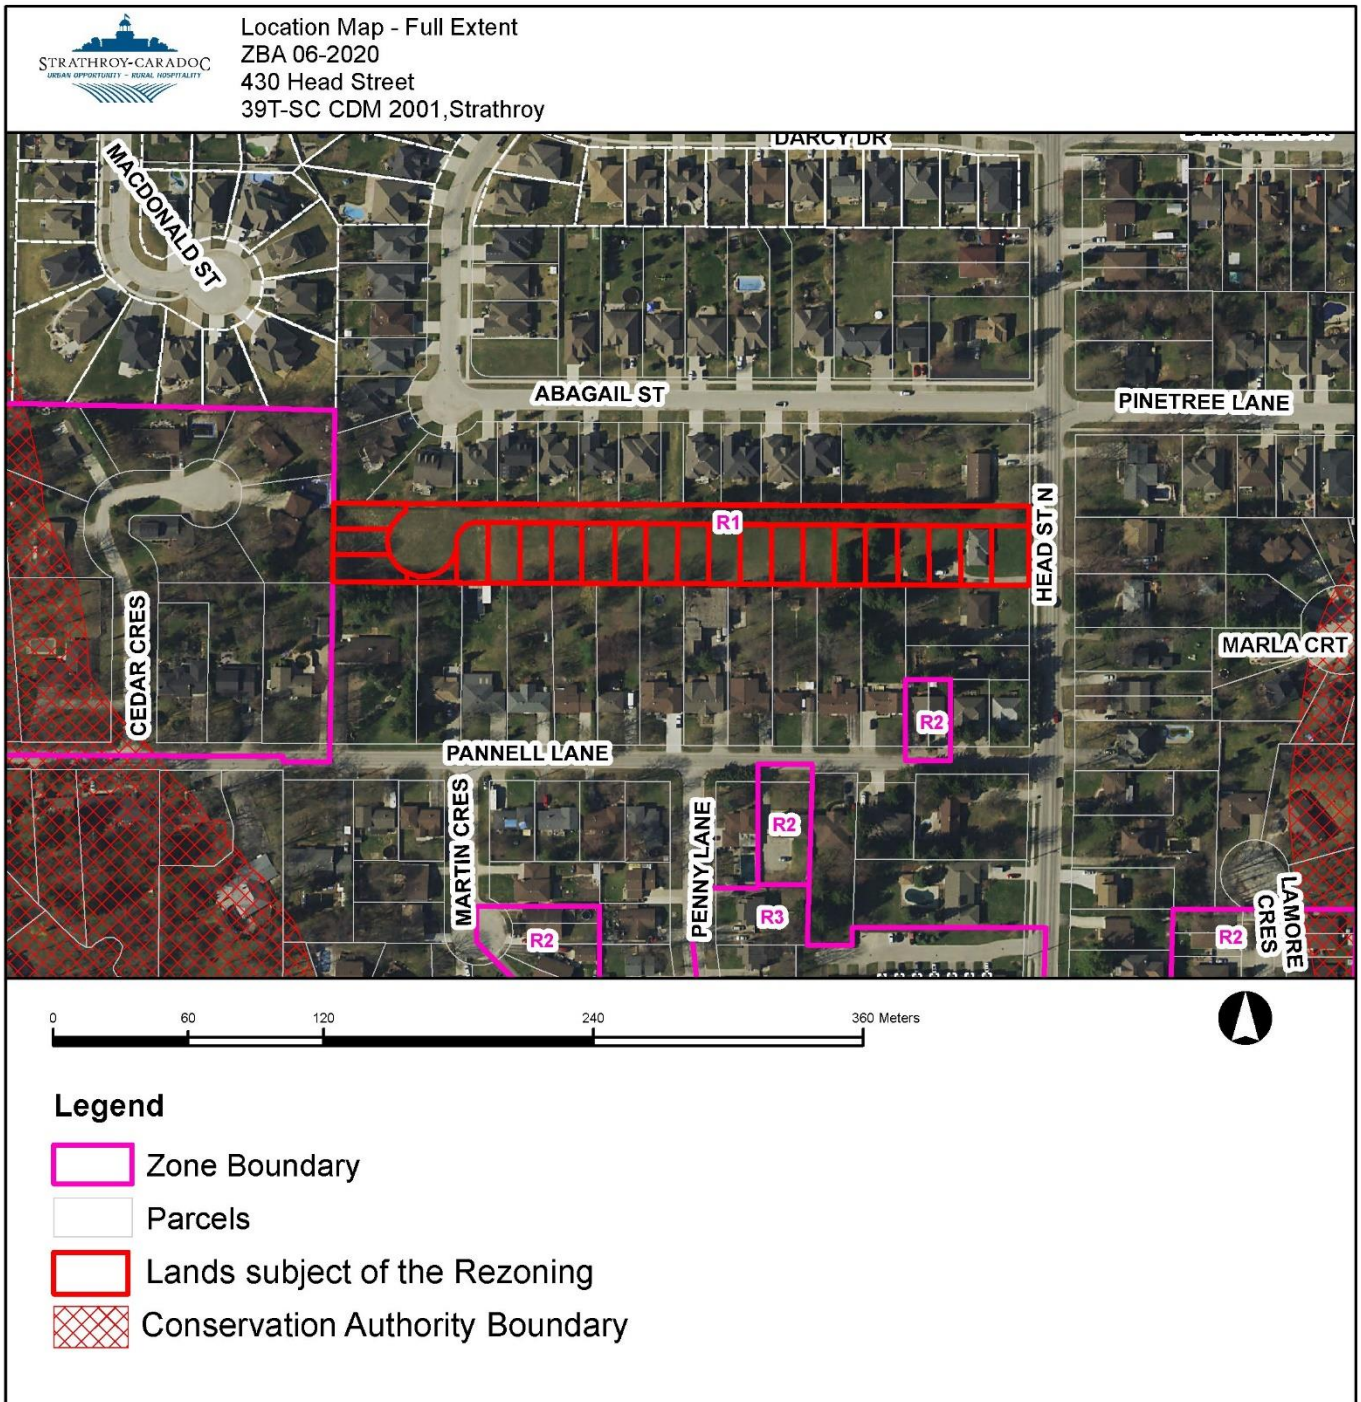 STRATHROY-CARADOC
URBAN OPPORTUNITY - RURAL HOSPITALITY
Location Map - Full Extent
ZBA 06-2020
430 Head Street
39T-SC CDM 2001,Strathroy
DARCY DR
MACDONALD ST
ABAGAIL ST
PINETREE LANE
R1
HEAD ST N
CEDAR CRES
MARLA CRT
R2
PANNELL LANE
MARTIN CRES
PENNY LANE
R2
R3
R2
R2
LAMORE
CRES
0 60 120 240 360 Meters
Legend
Zone Boundary
Parcels
Lands subject of the Rezoning
Conservation Authority Boundary